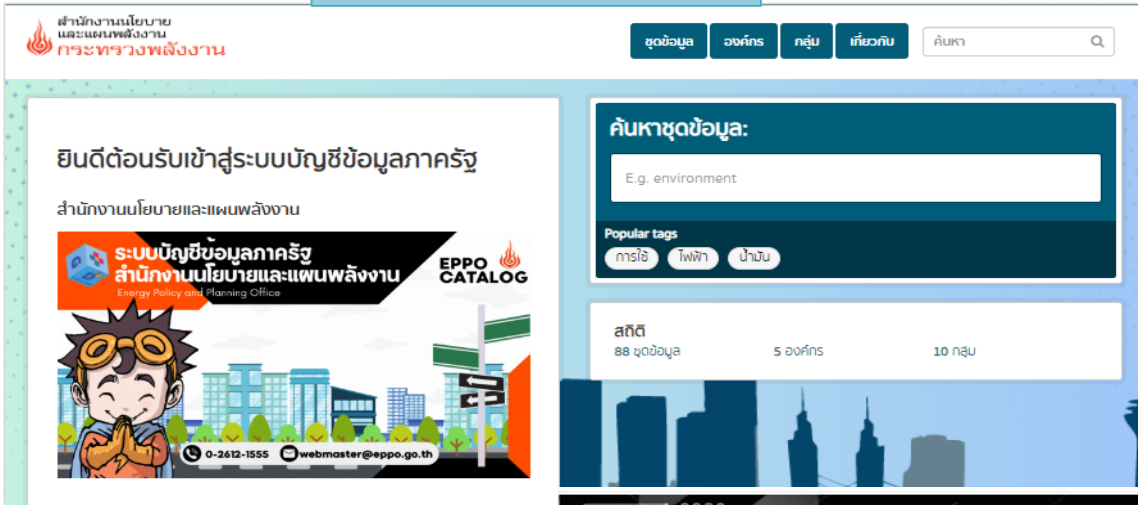 สำนักงานนโยบาย
และแผนพลังงาน
กระทรวงพลังงาน
ชุดข้อมูล
องค์กร
กลุ่ม
เกี่ยวกับ
ค้นหา
ยินดีต้อนรับเข้าสู่ระบบบัญชีข้อมูลภาครัฐ
สำนักงานนโยบายและแผนพลังงาน
ระบบบัญชีข้อมูลภาครัฐ
สำนักงานนโยบายและแผนพลังงาน
Energy Policy and Planning Office
EPPO
CATALOG
0-2612-1555 webmaster@eppo.go.th
ค้นหาชุดข้อมูล:
E.g. environment
Popular tags
การใช้ ไฟฟ้า น้ำมัน
สถิติ
88 ชุดข้อมูล 5 องค์กร 10 กลุ่ม